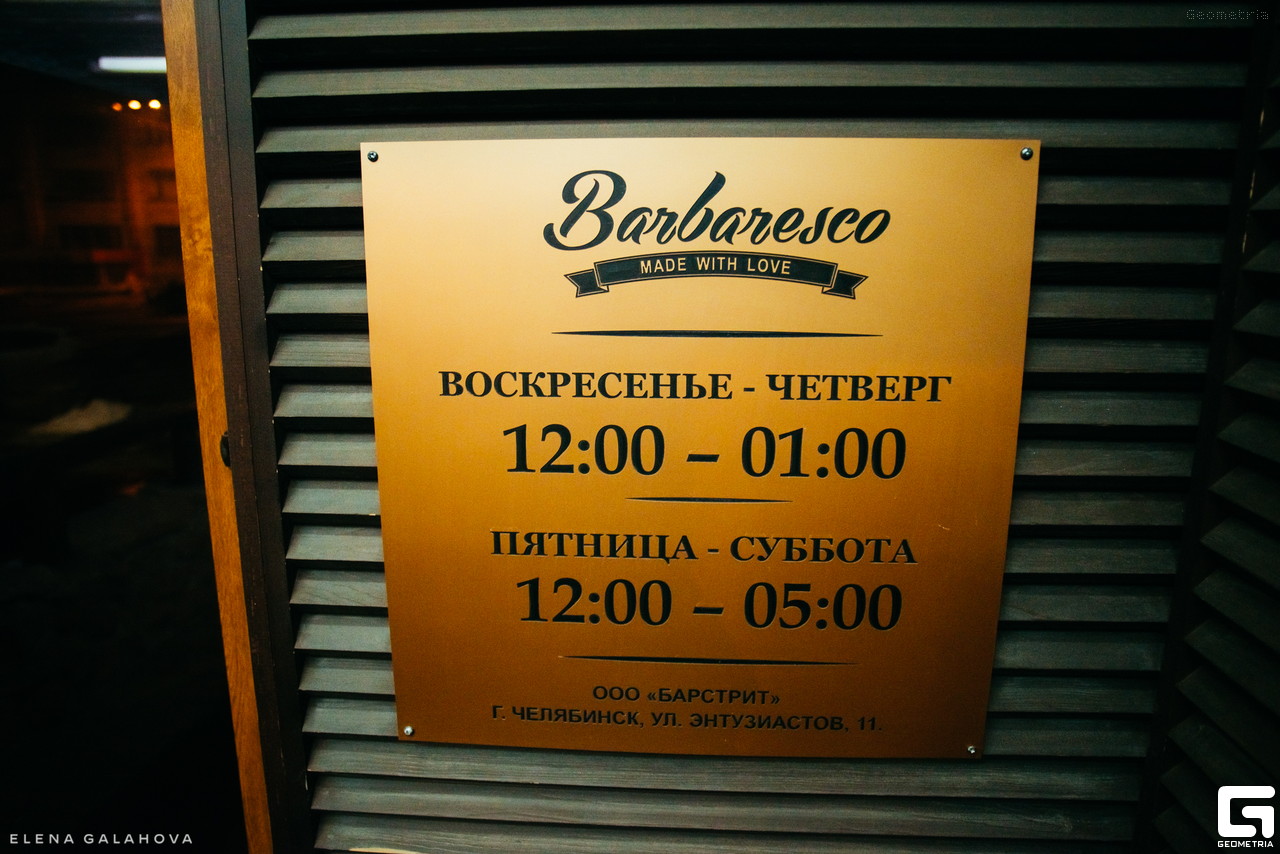 Geometria
Barbaresco
MADE WITH LOVE
ВОСКРЕСЕНЬЕ - ЧЕТВЕРГ
12:00 – 01:00
ПЯТНИЦА - СУББОТА
12:00 – 05:00
ООО «БАРСТРИТ»
Г. ЧЕЛЯБИНСК, УЛ. ЭНТУЗИАСТОВ, 11.
ELENA GALAHOVA
GEOMETRIA